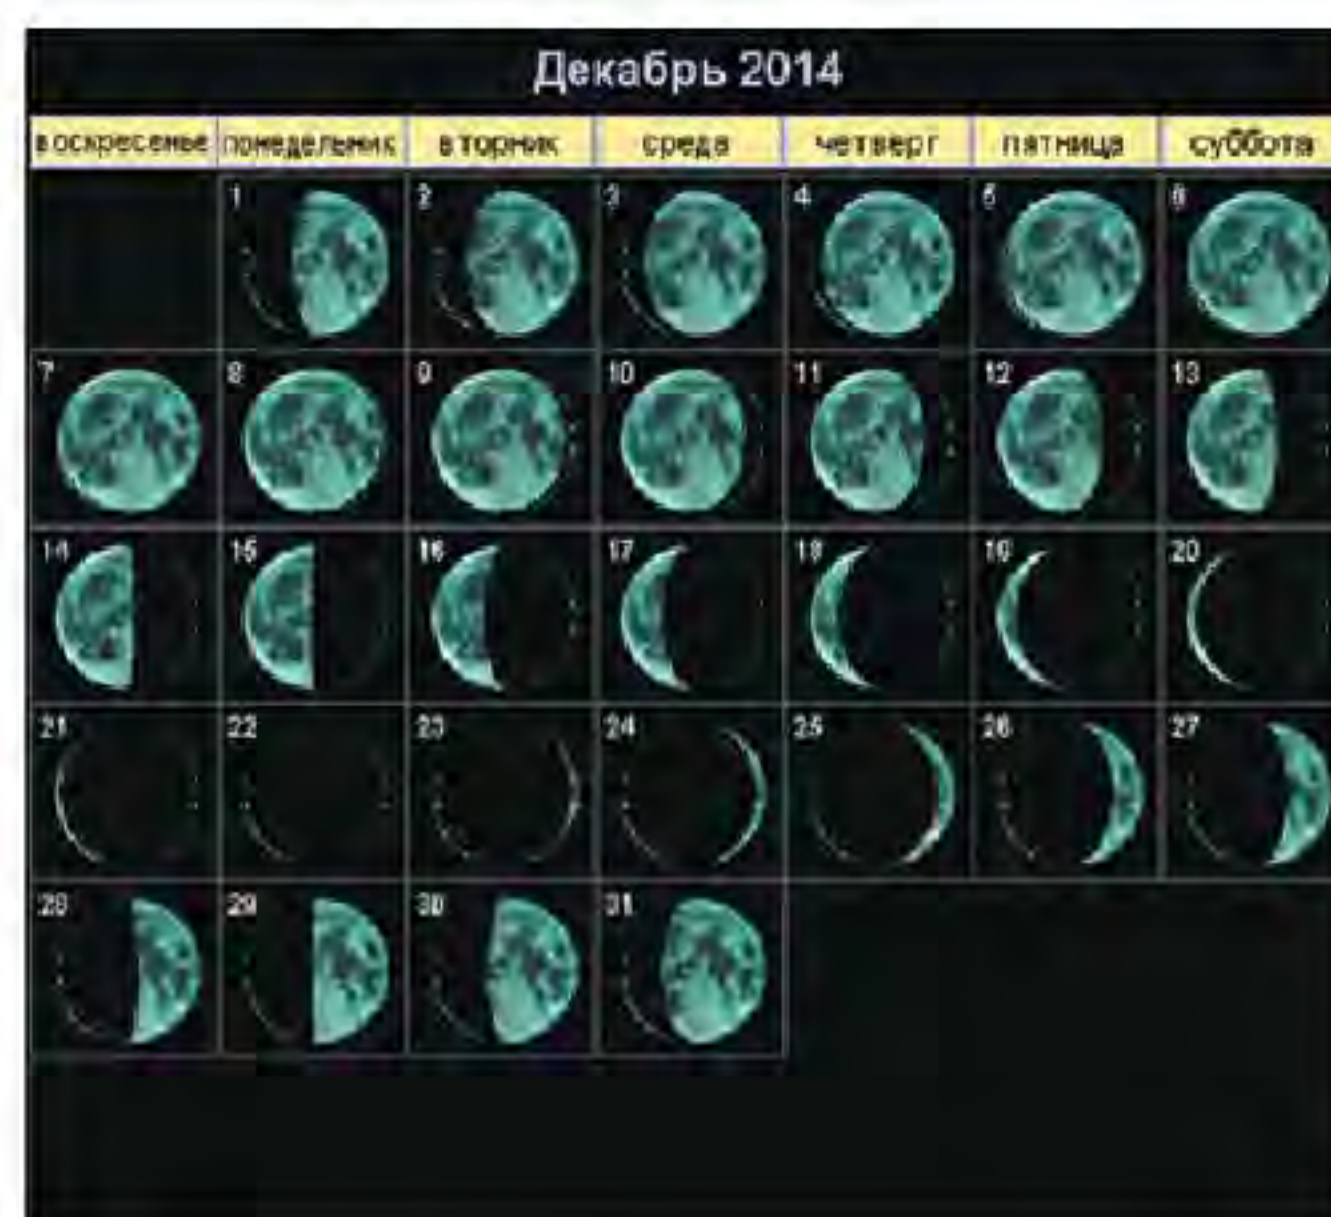 Декабрь 2014
воскресенье понедельник вторник среда четверг пятница суббота
1 2 3 4 5 6
7 8 9 10 11 12 13
14 15 16 17 18 19 20
21 22 23 24 25 26 27
28 29 30 31